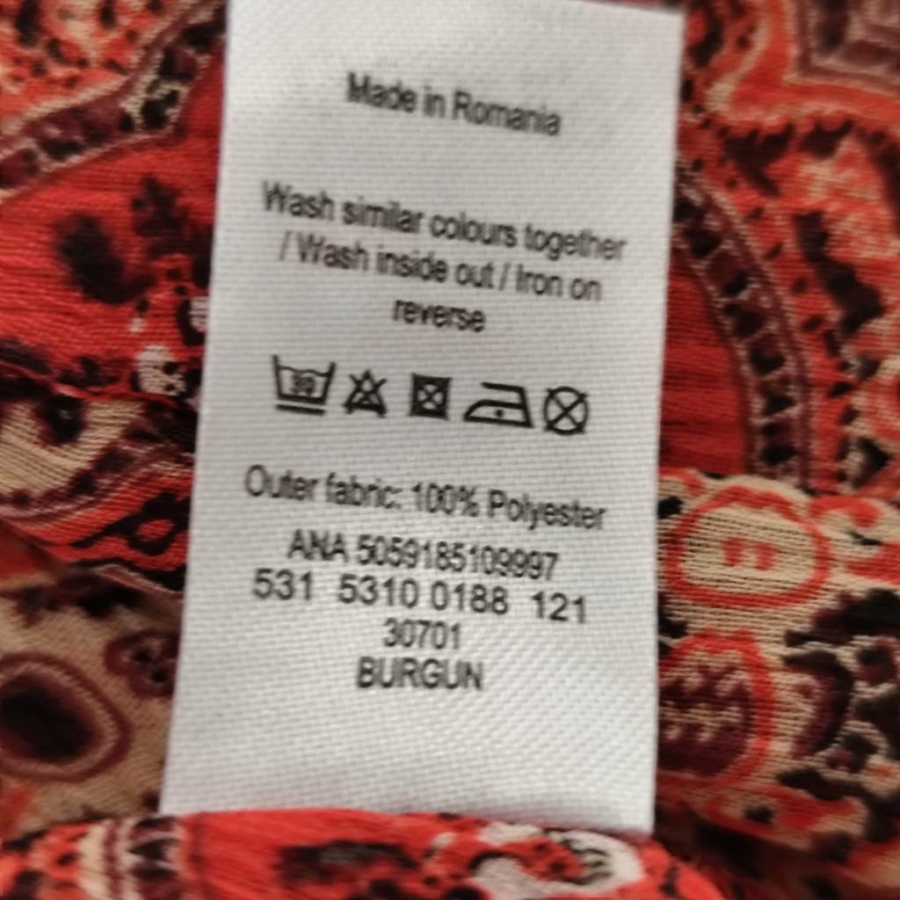 Made in Romania
Wash similar colours together
/ Wash inside out / Iron on
reverse
30
Outer fabric: 100% Polyester
ANA 5059185109997
531 5310 0188 121
30701
BURGUN